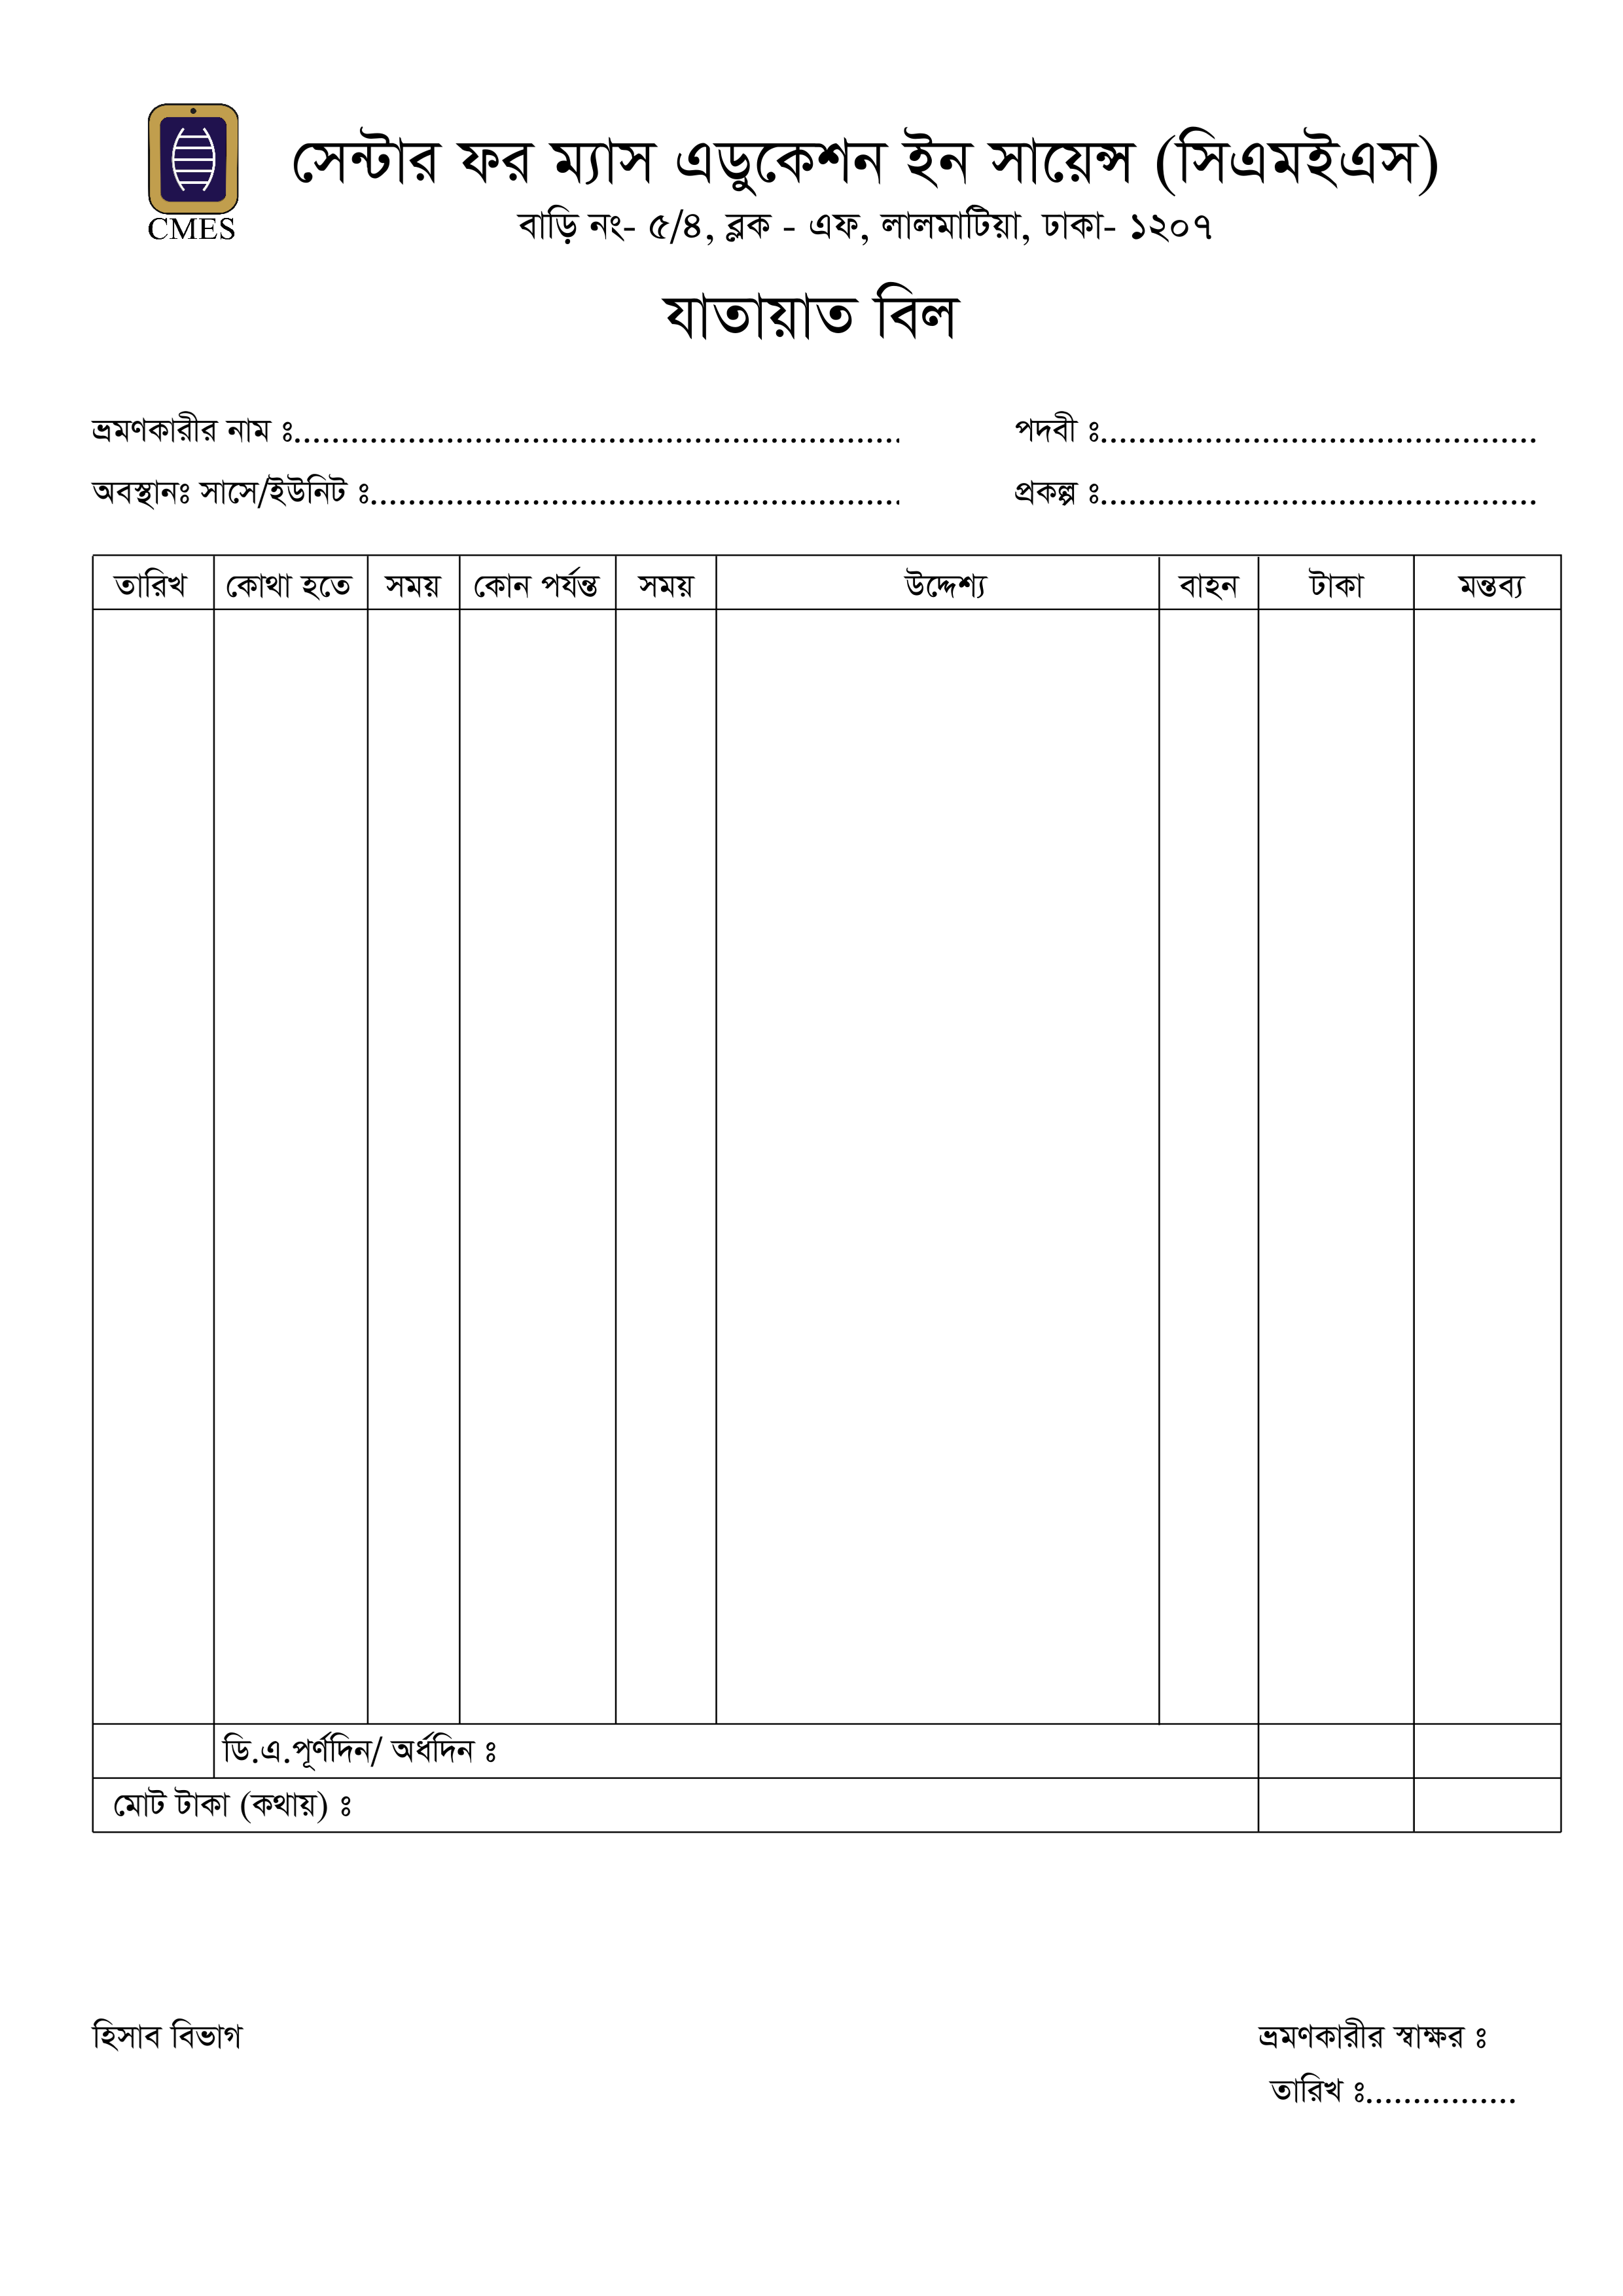 সেন্টার ফর ম্যাস এডুকেশন ইন সায়েন্স (সিএমইএস)
CMES
বাড়ি নং- ৫/৪, ব্লক - এফ, লালমাটিয়া, ঢাকা- ১২০৭
যাতায়াত বিল
ভ্রমণকারীর নাম ঃ................................................................ পদবী ঃ..............................................
অবস্থানঃ সাসে/ইউনিট ঃ........................................................ প্রকল্প ঃ..............................................
তারিখ কোথা হতে সময় কোন পর্যন্ত সময় উদ্দেশ্য বাহন টাকা মন্তব্য
ডি.এ.পূর্ণদিন/ অর্ধদিন ঃ
মোট টাকা (কথায়) ঃ
হিসাব বিভাগ ভ্রমণকারীর স্বাক্ষর ঃ
তারিখ ঃ................